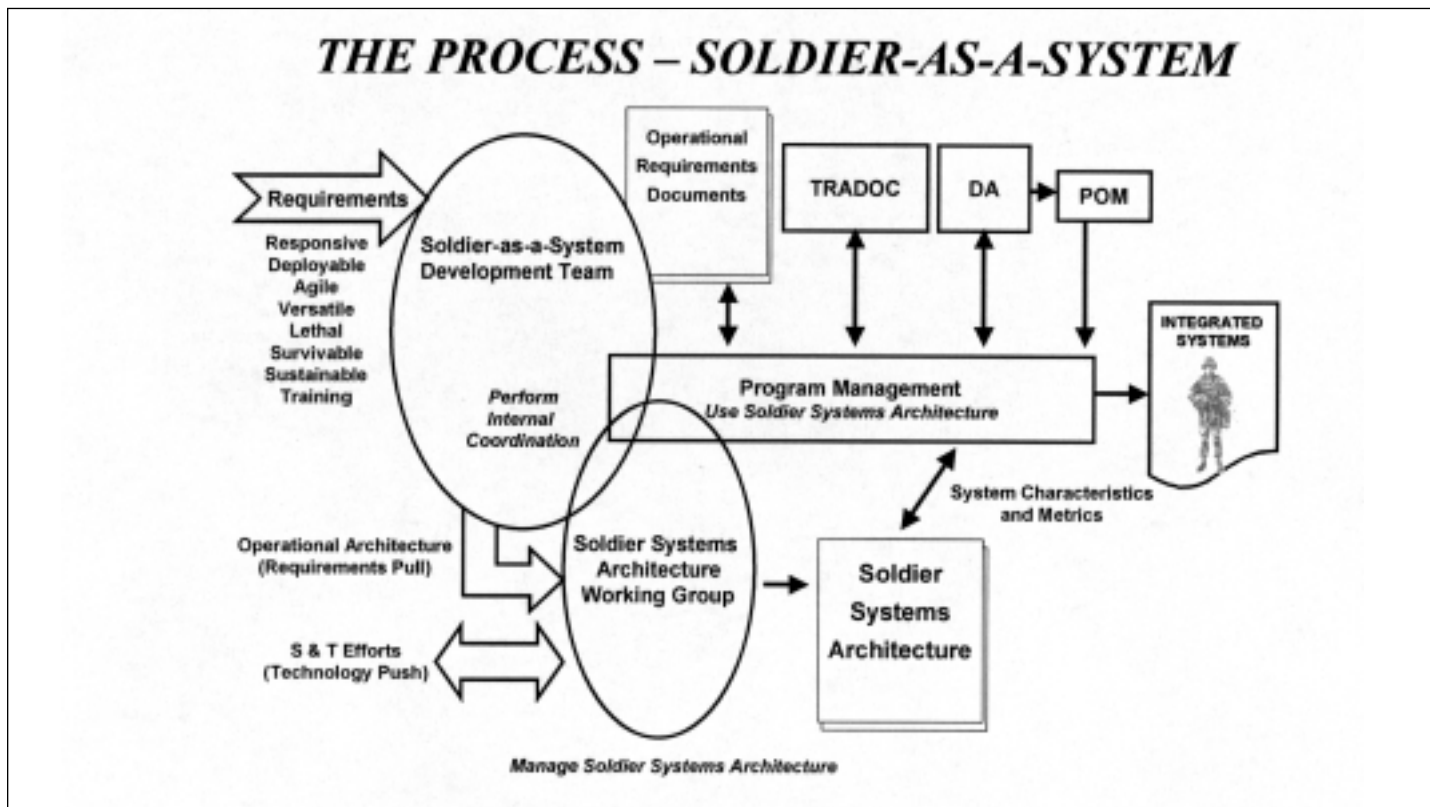 THE PROCESS – SOLDIER-AS-A-SYSTEM
Requirements
Responsive
Deployable
Agile
Versatile
Lethal
Survivable
Sustainable
Training
Soldier-as-a-System
Development Team
Perform
Internal
Coordination
Operational
Requirements
Documents
TRADOC
DA
POM
Program Management
Use Soldier Systems Architecture
INTEGRATED
SYSTEMS
System Characteristics
and Metrics
Operational Architecture
(Requirements Pull)
S & T Efforts
(Technology Push)
Soldier Systems
Architecture
Working Group
Soldier
Systems
Architecture
Manage Soldier Systems Architecture